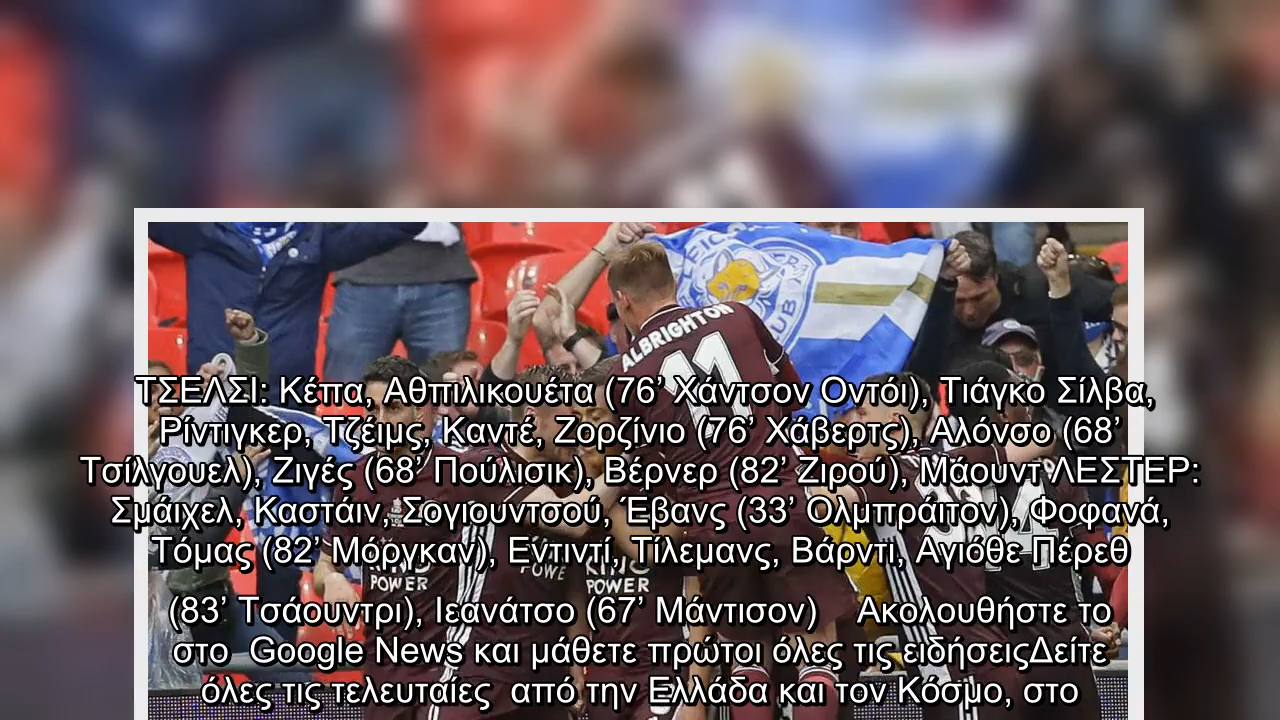 ALBRIGHTON
11
ΤΣΕΛΣΙ: Κέπα, Αθπιλικουέτα (76’ Χάντσον Οντόι), Τιάγκο Σίλβα,
Ρίντιγκερ, Τζέιμς, Καντέ, Ζορζίνιο (76’ Χάβερτς), Αλόνσο (68’
Τσίλγουελ), Ζιγές (68’ Πούλισικ), Βέρνερ (82’ Ζιρού), Μάουντ ΛΕΣΤΕΡ:
Σμάιχελ, Καστάιν, Σογιουντσού, Έβανς (33’ Ολμπράιτον), Φοφανά,
Τόμας (82’ Μόργκαν), Εντιντί, Τίλεμανς, Βάρντι, Αγιόθε Πέρεθ
POWER
POWER
POWER
(83’ Τσάουντρι), Ιεανάτσο (67’ Μάντισον) Ακολουθήστε το
στο Google News και μάθετε πρώτοι όλες τις ειδήσειςΔείτε
όλες τις τελευταίες από την Ελλάδα και τον Κόσμο, στο